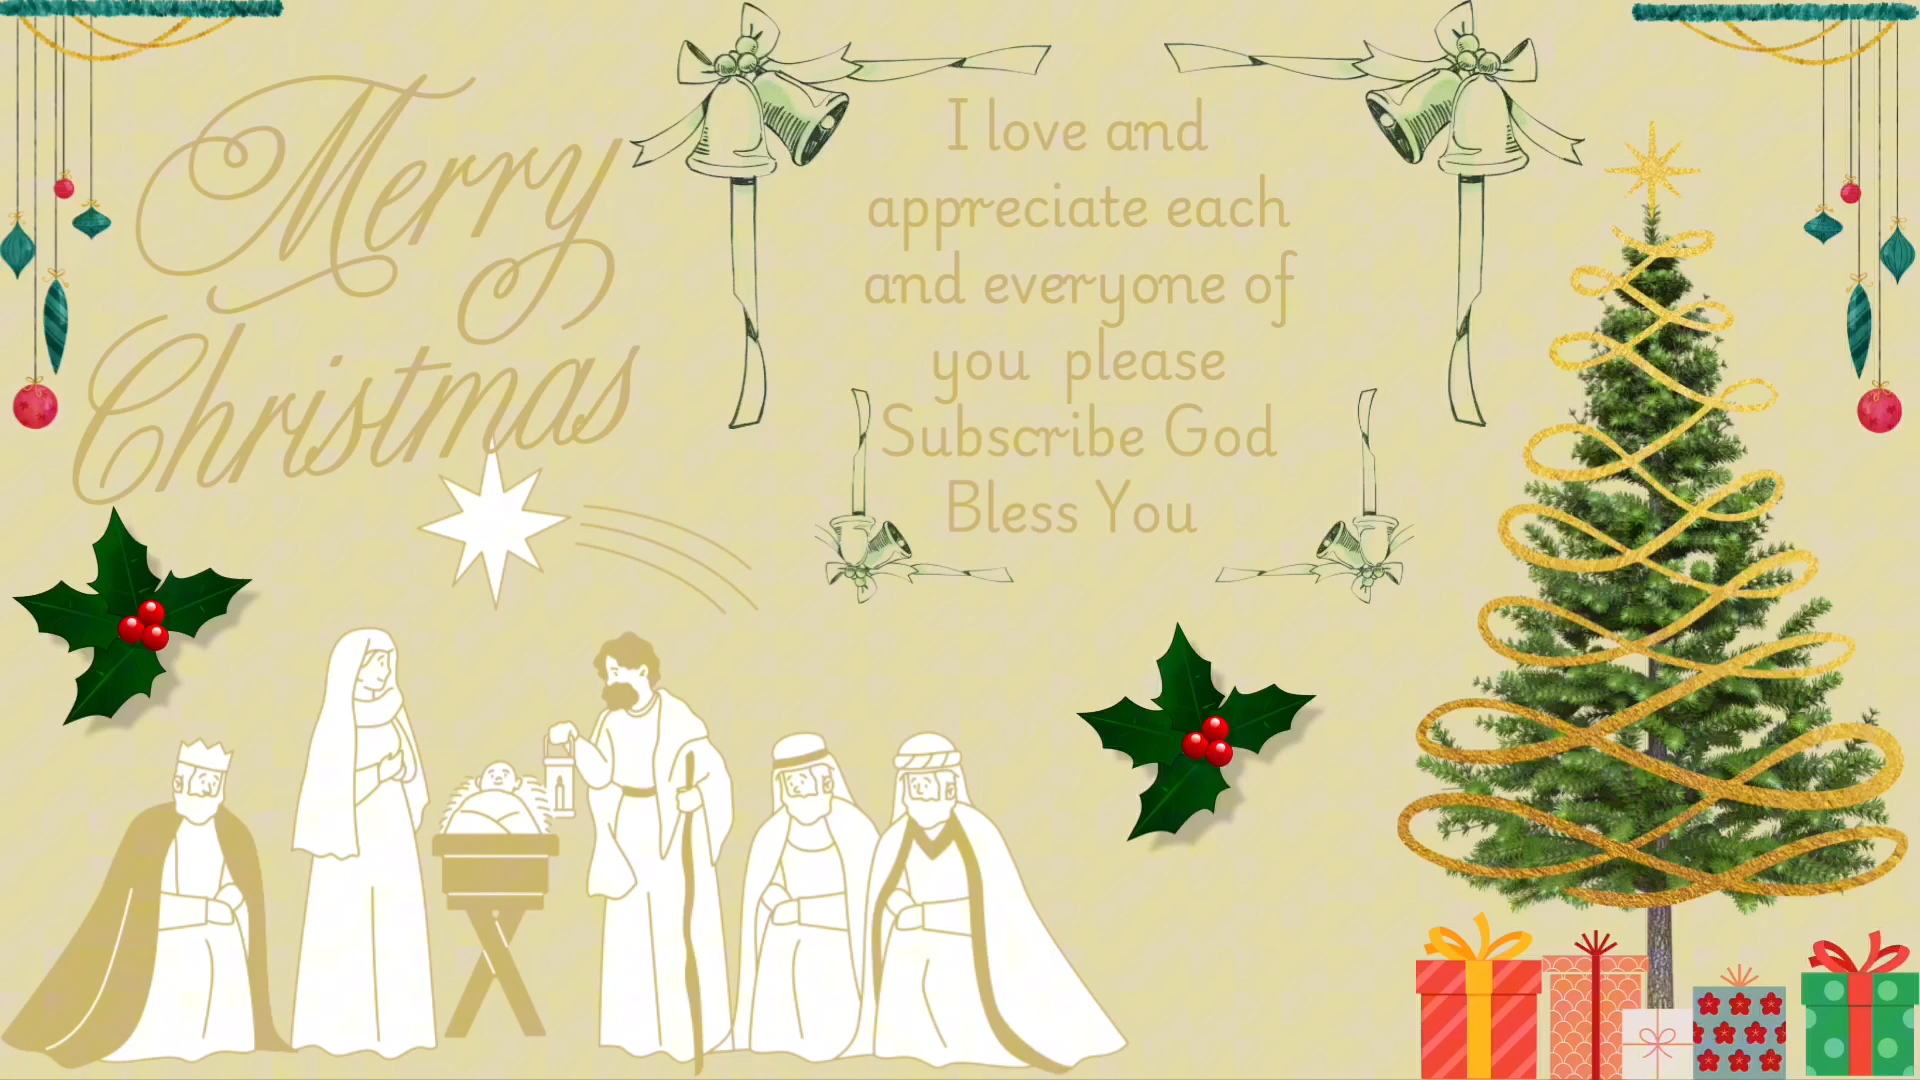 Merry
Christmas
I love and
appreciate each
and everyone of
you please
Subscribe God
Bless You